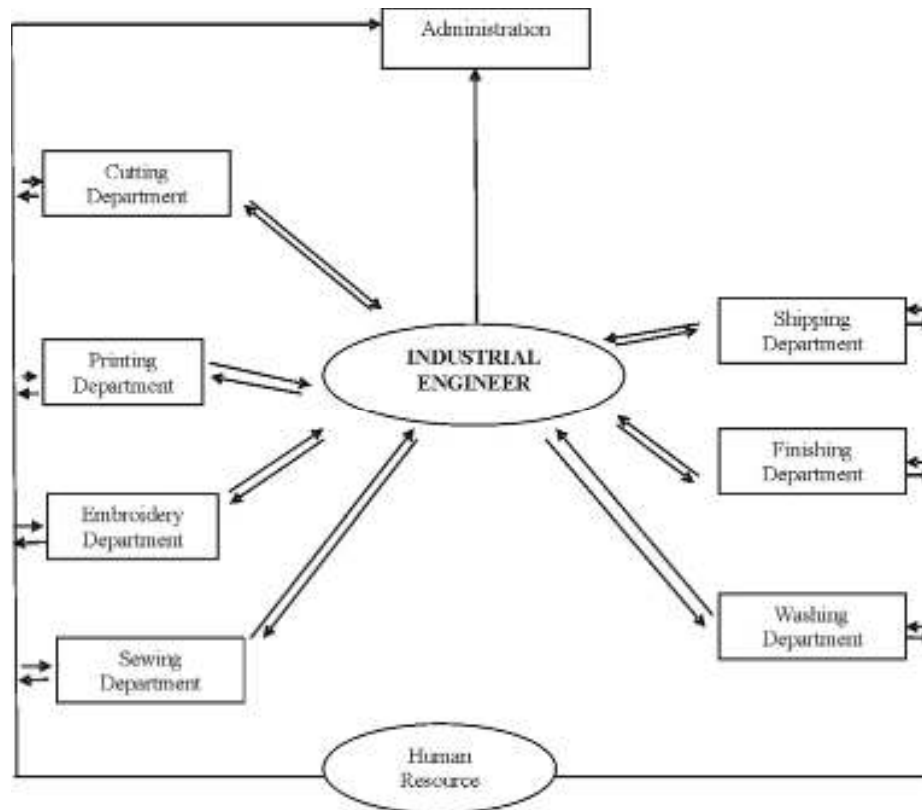 Administration
Cutting
Department
Printing
Department
Embroidery
Department
Sewing
Department
INDUSTRIAL
ENGINEER
Shipping
Department
Finishing
Department
Washing
Department
Human
Resource